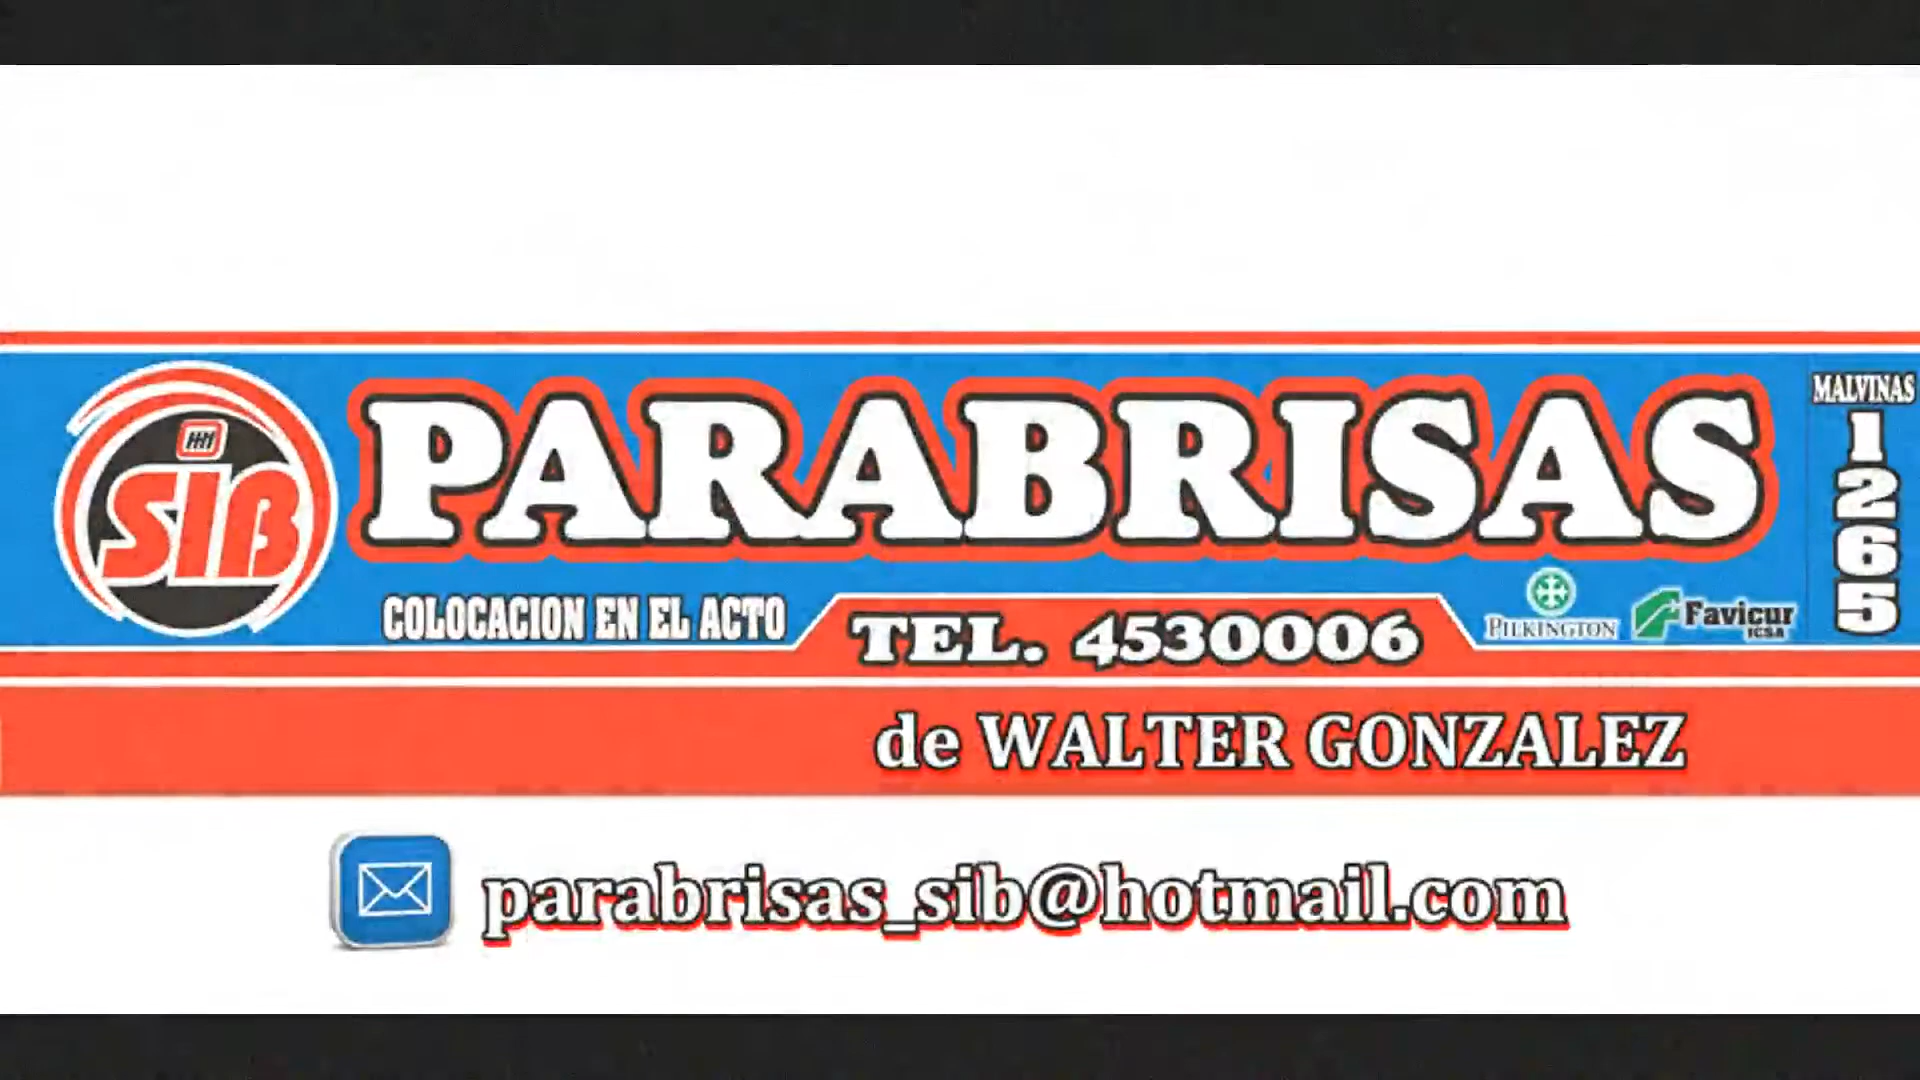 SIB
PARABRISAS
MALVINAS
1265
COLOCACION EN EL ACTO
TEL. 4530006
PILKINGTON
Favicur
ICSA
de WALTER GONZALEZ
parabrisas_sib@hotmail.com